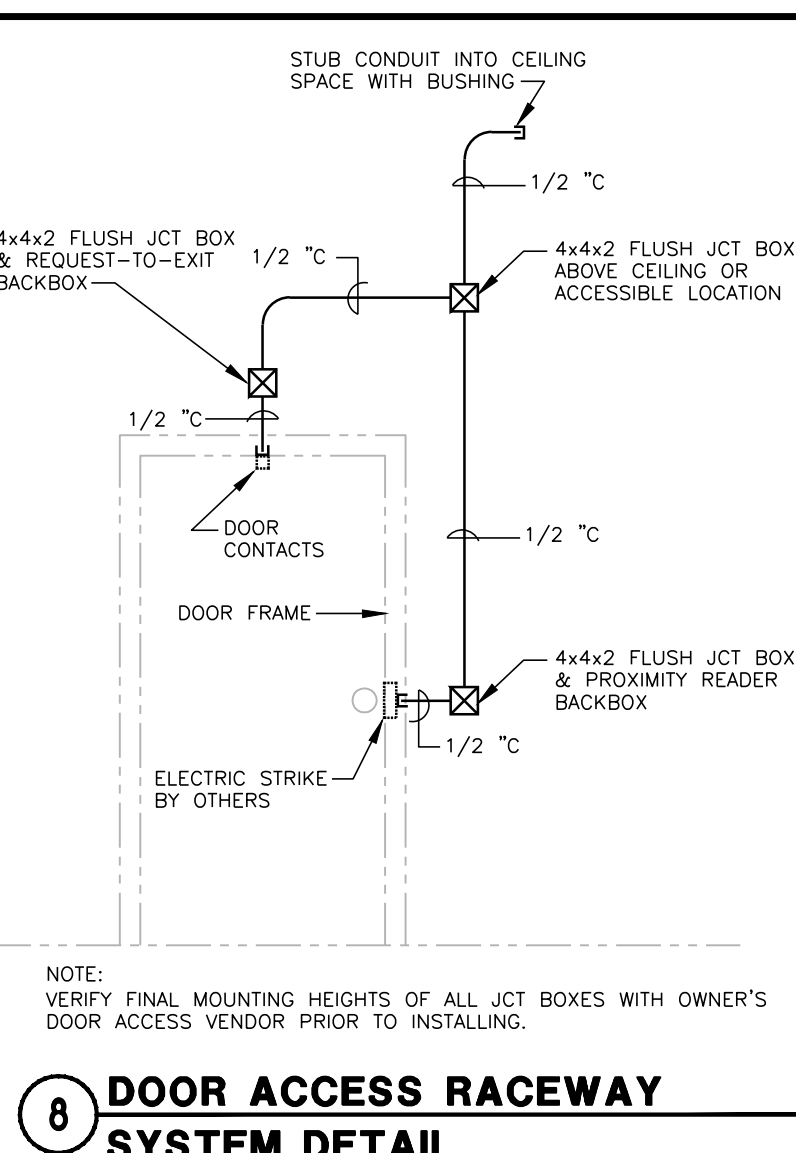 STUB CONDUIT INTO CEILING
SPACE WITH BUSHING
1/2 "C
4x4x2 FLUSH JCT BOX
& REQUEST-TO-EXIT
BACKBOX
1/2 "C
4x4x2 FLUSH JCT BOX
ABOVE CEILING OR
ACCESSIBLE LOCATION
1/2 "C
DOOR
CONTACTS
1/2 "C
DOOR FRAME
4x4x2 FLUSH JCT BOX
& PROXIMITY READER
BACKBOX
1/2 "C
ELECTRIC STRIKE
BY OTHERS
NOTE:
VERIFY FINAL MOUNTING HEIGHTS OF ALL JCT BOXES WITH OWNER'S
DOOR ACCESS VENDOR PRIOR TO INSTALLING.
8
DOOR ACCESS RACEWAY
SYSTEM DETAIL